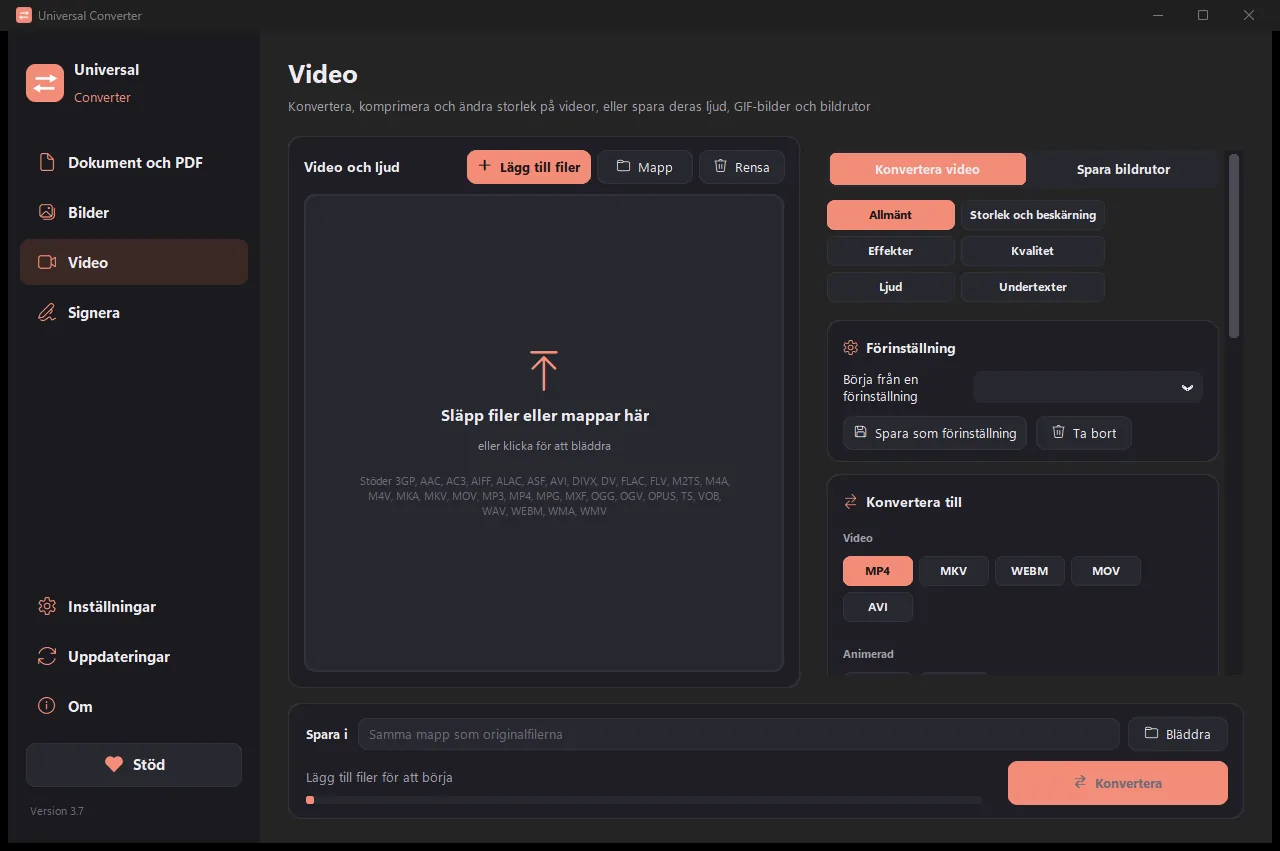 Universal Converter
Universal
Converter
Dokument och PDF
Bilder
Video
Signera
Inställningar
Uppdateringar
Om
Stöd
Version 3.7
Video
Konvertera, komprimera och ändra storlek på videor, eller spara deras ljud, GIF-bilder och bildrutor
Video och ljud
Lägg till filer
Mapp
Rensa
Släpp filer eller mappar här
eller klicka för att bläddra
Stöder 3GP, AAC, AC3, AIFF, ALAC, ASF, AVI, DIVX, DV, FLAC, FLV, M2TS, M4A,
M4V, MKA, MKV, MOV, MP3, MP4, MPG, MXF, OGG, OGV, OPUS, TS, VOB,
WAV, WEBM, WMA, WMV
Konvertera video
Spara bildrutor
Allmänt
Storlek och beskärning
Effekter
Kvalitet
Ljud
Undertexter
Förinställning
Börja från en
förinställning
Spara som förinställning
Ta bort
Konvertera till
Video
MP4
MKV
WEBM
MOV
AVI
Animerad
Spara i
Samma mapp som originalfilerna
Bläddra
Lägg till filer för att börja
Konvertera